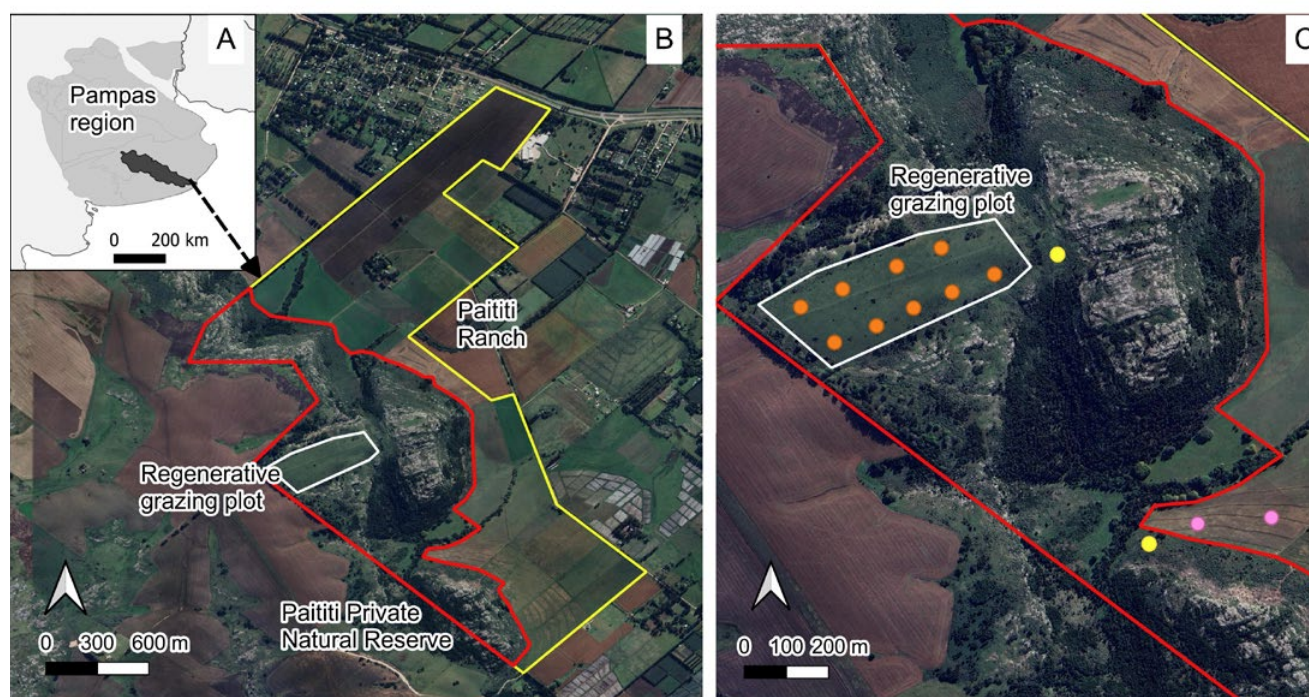 A
Pampas
region
0 200 km
B
Paititi
Ranch
Regenerative
grazing plot
Paititi Private
Natural Reserve
0 300 600 m
C
Regenerative
grazing plot
0 100 200 m